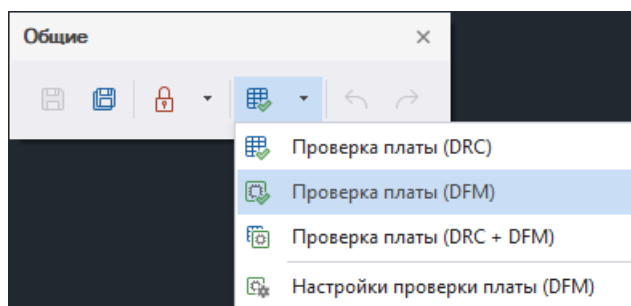 Общие
Проверка платы (DRC)
Проверка платы (DFM)
Проверка платы (DRC + DFM)
Настройки проверки платы (DFM)